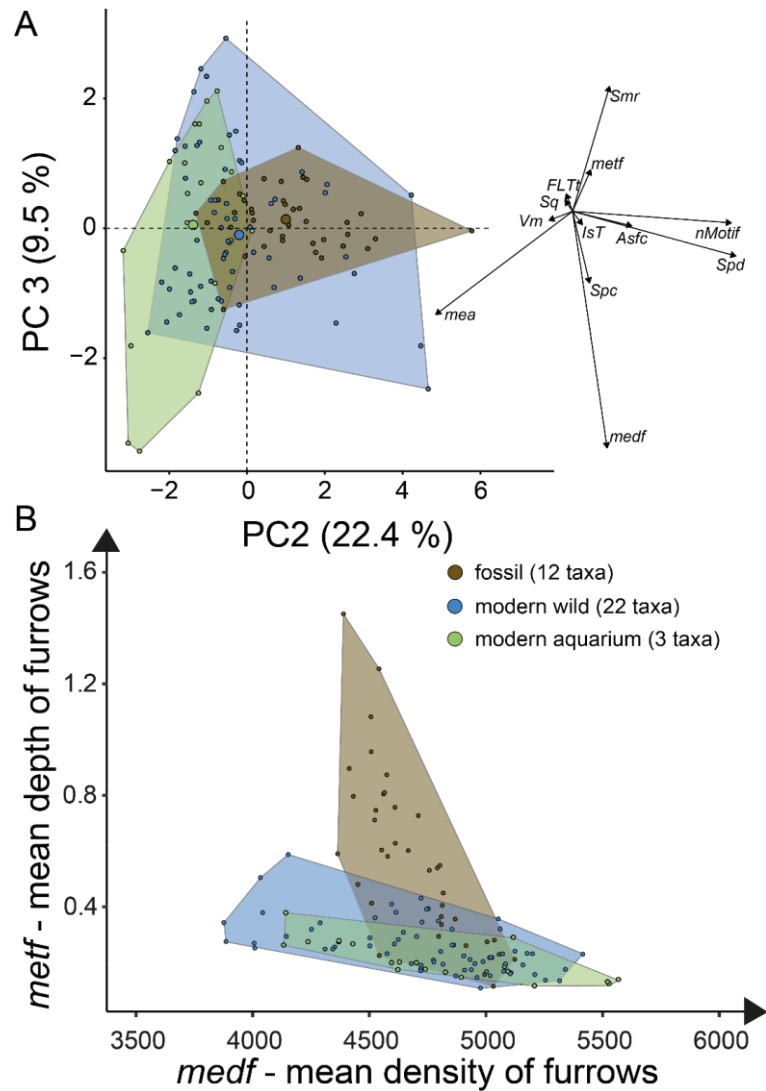 A
PC 3 (9.5 %)
2
0
−2
−2
0
2
4
6
PC2 (22.4 %)
Smr
metf
FLTt
Sq
Vm
IsT
Asfc
nMotif
Spd
Spc
mea
medf
B
fossil (12 taxa)
modern wild (22 taxa)
modern aquarium (3 taxa)
metf - mean depth of furrows
1.6
1.2
0.8
0.4
3500
4000
4500
5000
5500
6000
medf - mean density of furrows